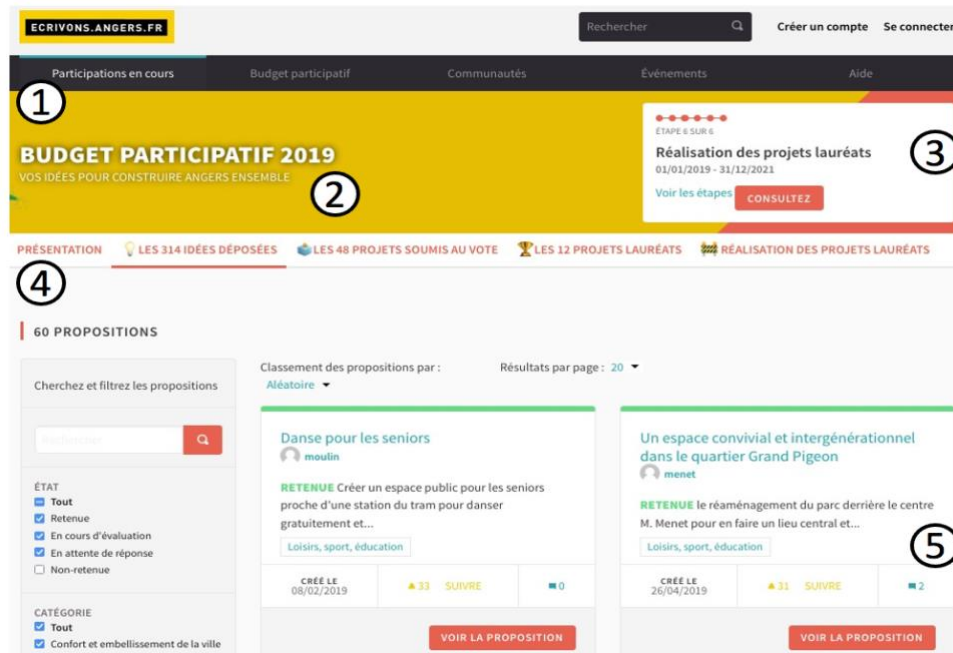 ECRIVONS.ANGERS.FR
Rechercher
Créer un compte
Se connecter
Participations en cours
Budget participatif
Communautés
Événements
Aide
1
BUDGET PARTICIPATIF 2019
VOS IDÉES POUR CONSTRUIRE ANGERS ENSEMBLE
2
ÉTAPE 6 SUR 6
Réalisation des projets lauréats
01/01/2019 - 31/12/2021
Voir les étapes
CONSULTEZ
3
PRÉSENTATION
LES 314 IDÉES DÉPOSÉES
LES 48 PROJETS SOUMIS AU VOTE
LES 12 PROJETS LAURÉATS
RÉALISATION DES PROJETS LAURÉATS
4
60 PROPOSITIONS
Cherchez et filtrez les propositions
Rechercher
ÉTAT
Tout
Retenue
En cours d'évaluation
En attente de réponse
Non-retenue
CATÉGORIE
Tout
Confort et embellissement de la ville
Classement des propositions par :
Aléatoire
Résultats par page : 20
Danse pour les seniors
moulin
RETENUE Créer un espace public pour les seniors
proche d'une station du tram pour danser
gratuitement et...
Loisirs, sport, éducation
CRÉÉ LE
08/02/2019
33 SUIVRE
0
VOIR LA PROPOSITION
Un espace convivial et intergénérationnel
dans le quartier Grand Pigeon
menet
RETENUE le réaménagement du parc derrière le centre
M. Menet pour en faire un lieu central et...
Loisirs, sport, éducation
5
CRÉÉ LE
26/04/2019
31 SUIVRE
2
VOIR LA PROPOSITION